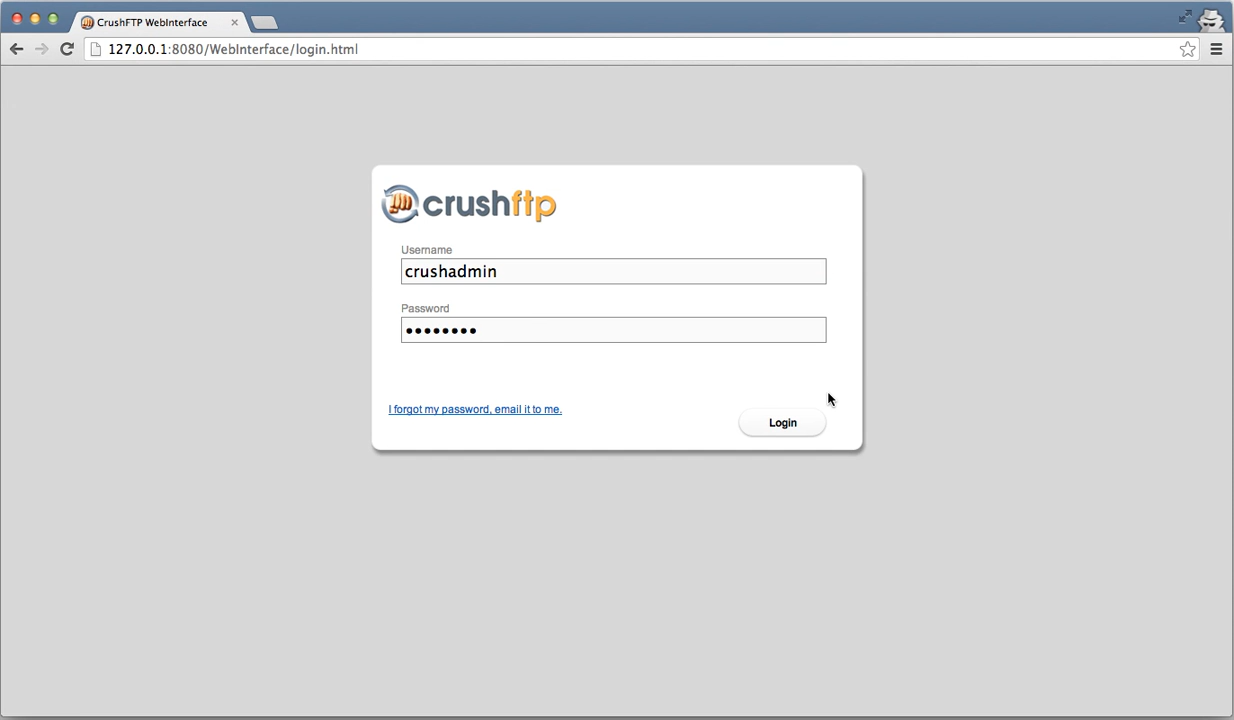 CrushFTP WebInterface
127.0.0.1:8080/WebInterface/login.html
crushftp
Username
crushadmin
Password
••••••••
I forgot my password, email it to me.
Login